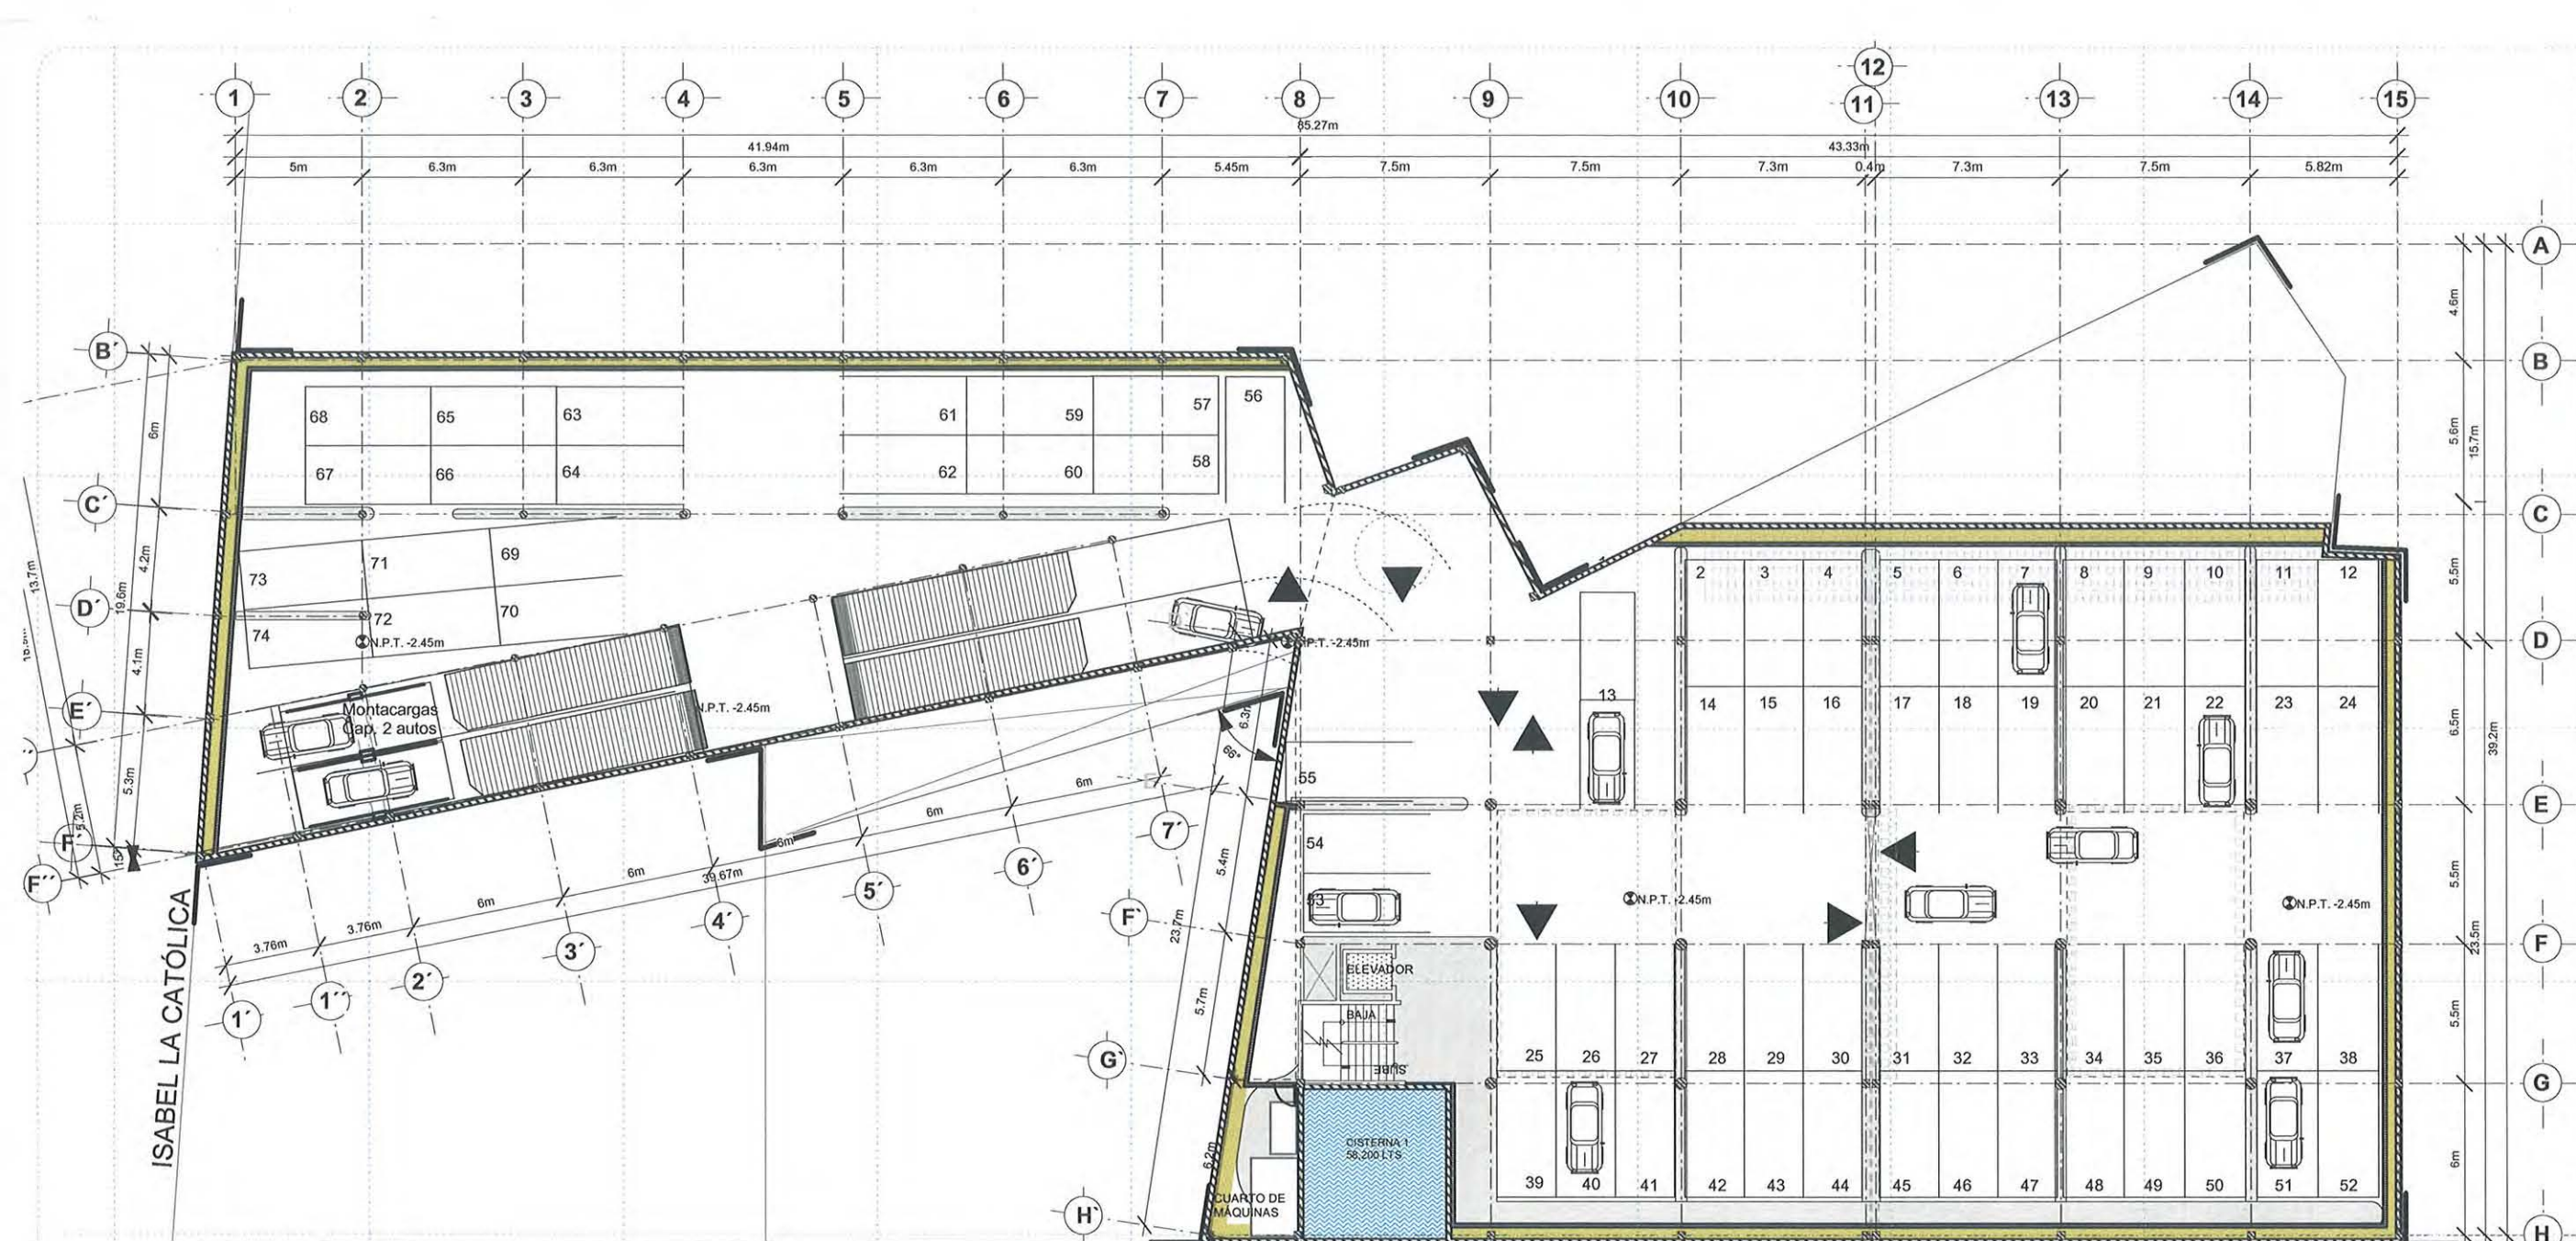 12
1 2 3 4 5 6 7 8 9 10 11 13 14 15
85.27m
41.94m 43.33m
5m 6.3m 6.3m 6.3m 6.3m 6.3m 5.45m 7.5m 7.5m 7.3m 0.4m 7.3m 7.5m 5.82m
A
4.6m
B´
B
6m
5.6m
15.7m
68 65 63 61 59 57 56
67 66 64 62 60 58
C´
C
4.2m
13.7m
19.6m
73 71 69
74 72 70
N.P.T. -2.45m
D´
4.1m
2 3 4 5 6 7 8 9 10 11 12
5.5m
N.P.T. -2.45m
D
E´
Montacargas
Cap. 2 autos
N.P.T. -2.45m
6.3m
66°
13
14 15 16 17 18 19 20 21 22 23 24
6.5m
39.2m
5.3m
5.2m
55
E
F´
F´´
54
53
6m 6m 6m 6m 6m
39.67m
3.76m 3.76m
1´ 1´´ 2´ 3´ 4´ 5´ 6´ 7´
5.4m
23.7m
F`
N.P.T. -2.45m
N.P.T. -2.45m
5.5m
F
23.5m
ISABEL LA CATÓLICA
ELEVADOR
BAJA
SUBE
5.7m
G`
25 26 27 28 29 30 31 32 33 34 35 36 37 38
5.5m
G
CISTERNA 1
56,200 LTS
6.2m
CUARTO DE
MÁQUINAS
39 40 41 42 43 44 45 46 47 48 49 50 51 52
6m
H`
H